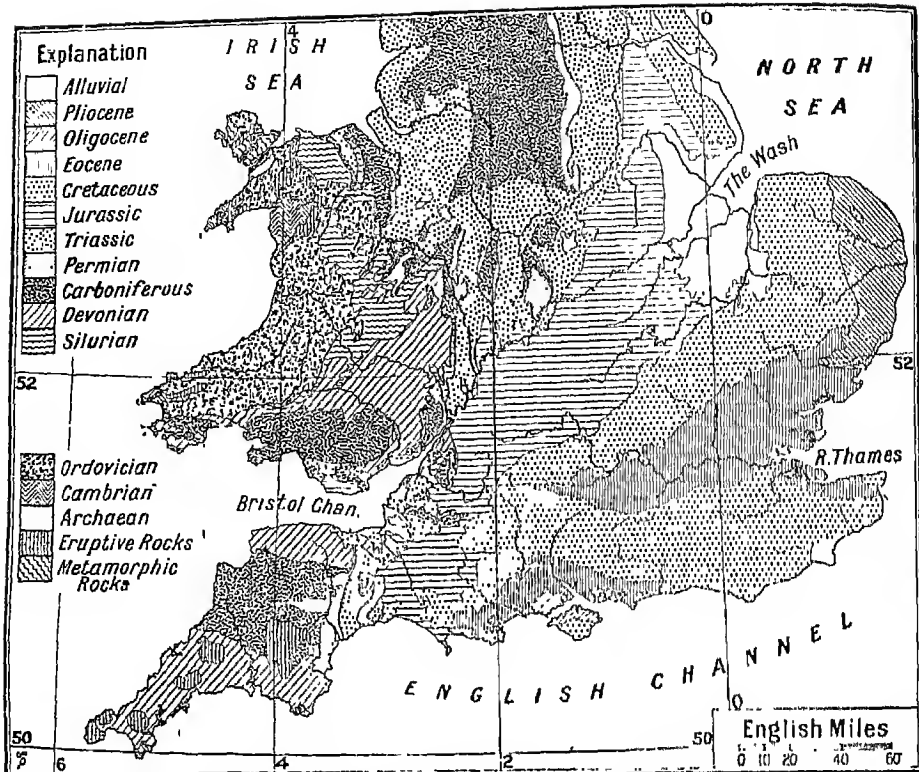 4
0
Explanation
IRISH
SEA
NORTH
SEA
Alluvial
Pliocene
Oligocene
Eocene
Cretaceous
Jurassic
Triassic
Permian
Carboniferous
Devonian
Silurian
The Wash
52
4
52
Ordovician
Cambrian
Archaean
Eruptive Rocks
Metamorphic
Rocks
R. Thames
Bristol Chan.
ENGLISH CHANNEL
0
English Miles
0 10 20 40 60
50
6
4
2
50